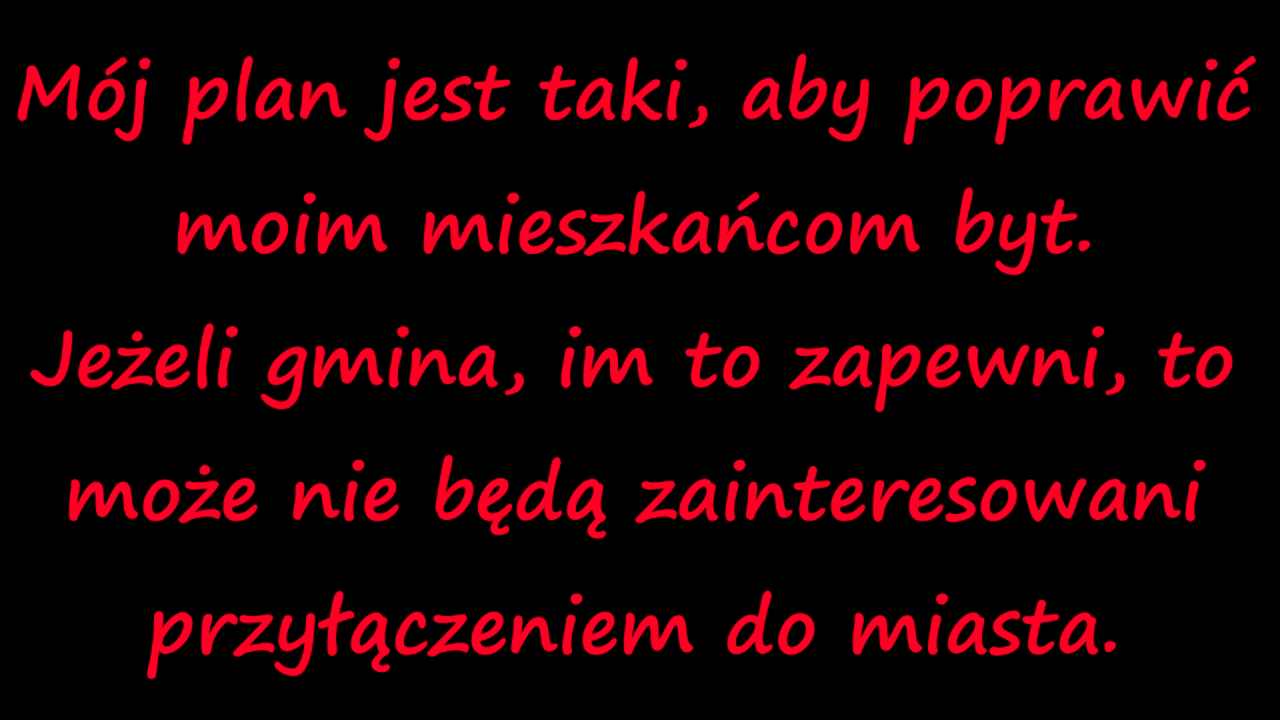 Mój plan jest taki, aby poprawić
moim mieszkańcom byt.
Jeżeli gmina, im to zapewni, to
może nie będą zainteresowani
przyłączeniem do miasta.